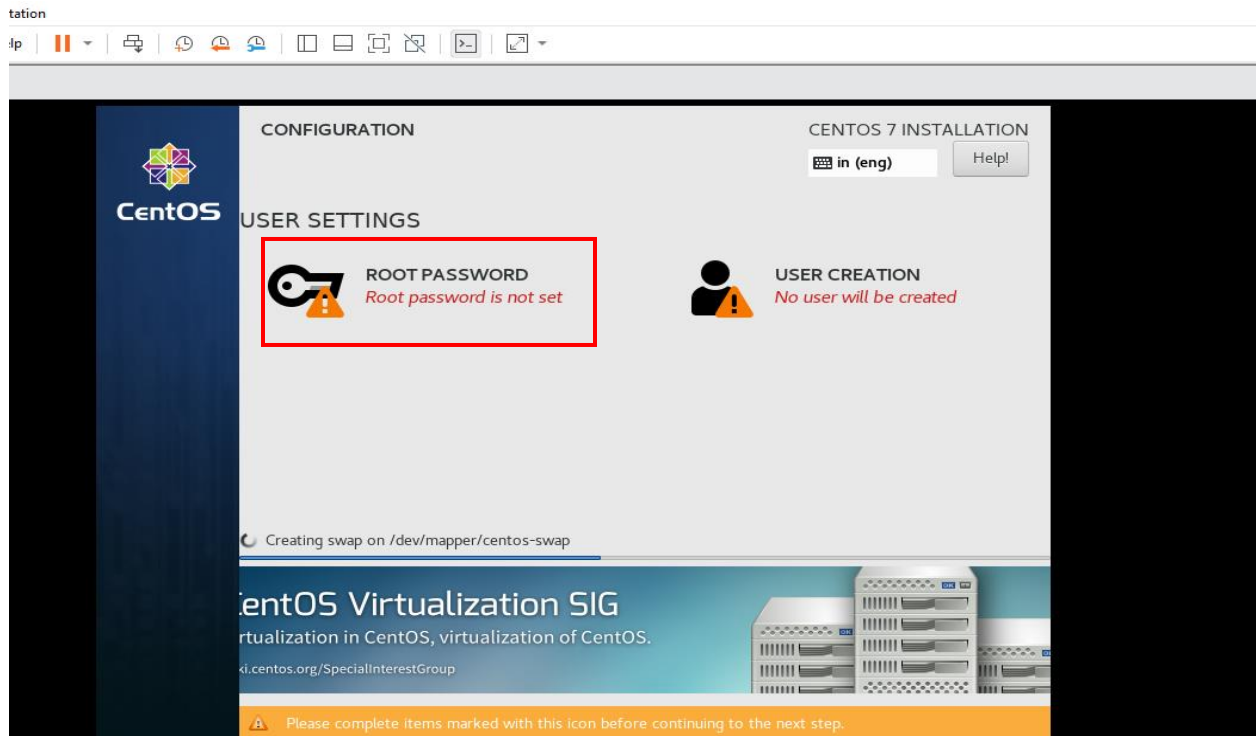 tation
elp
CONFIGURATION
CENTOS 7 INSTALLATION
in (eng)
Help!
CentOS
USER SETTINGS
ROOT PASSWORD
Root password is not set
USER CREATION
No user will be created
Creating swap on /dev/mapper/centos-swap
entOS Virtualization SIG
rtualization in CentOS, virtualization of CentOS.
ki.centos.org/SpecialInterestGroup
OK
OK
Please complete items marked with this icon before continuing to the next step.